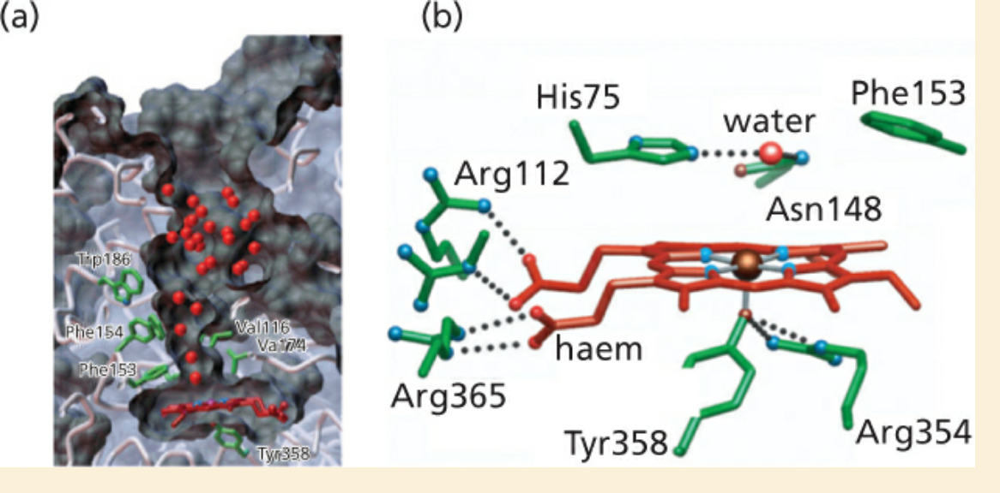 (a)
(b)
Trp186
Phe154
Phe153
Val116
Val74
Tyr358
His75
water
Phe153
Arg112
Asn148
haem
Arg365
Tyr358
Arg354